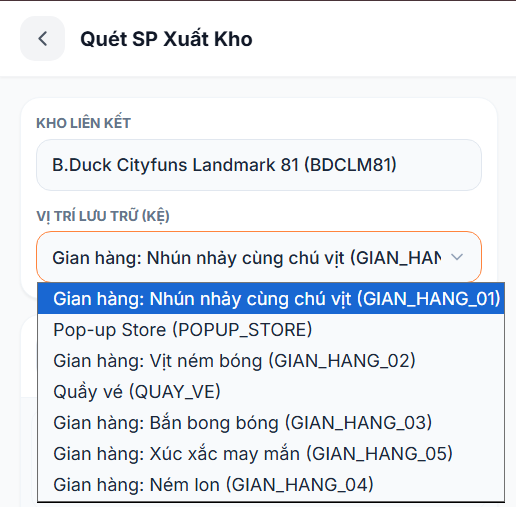 Quét SP Xuất Kho
KHO LIÊN KẾT
B.Duck Cityfuns Landmark 81 (BDCLM81)
VỊ TRÍ LƯU TRỮ (KỆ)
Gian hàng: Nhún nhảy cùng chú vịt (GIAN_HAN
Gian hàng: Nhún nhảy cùng chú vịt (GIAN_HANG_01)
Pop-up Store (POPUP_STORE)
Gian hàng: Vịt ném bóng (GIAN_HANG_02)
Quầy vé (QUAY_VE)
Gian hàng: Bắn bong bóng (GIAN_HANG_03)
Gian hàng: Xúc xắc may mắn (GIAN_HANG_05)
Gian hàng: Ném lon (GIAN_HANG_04)